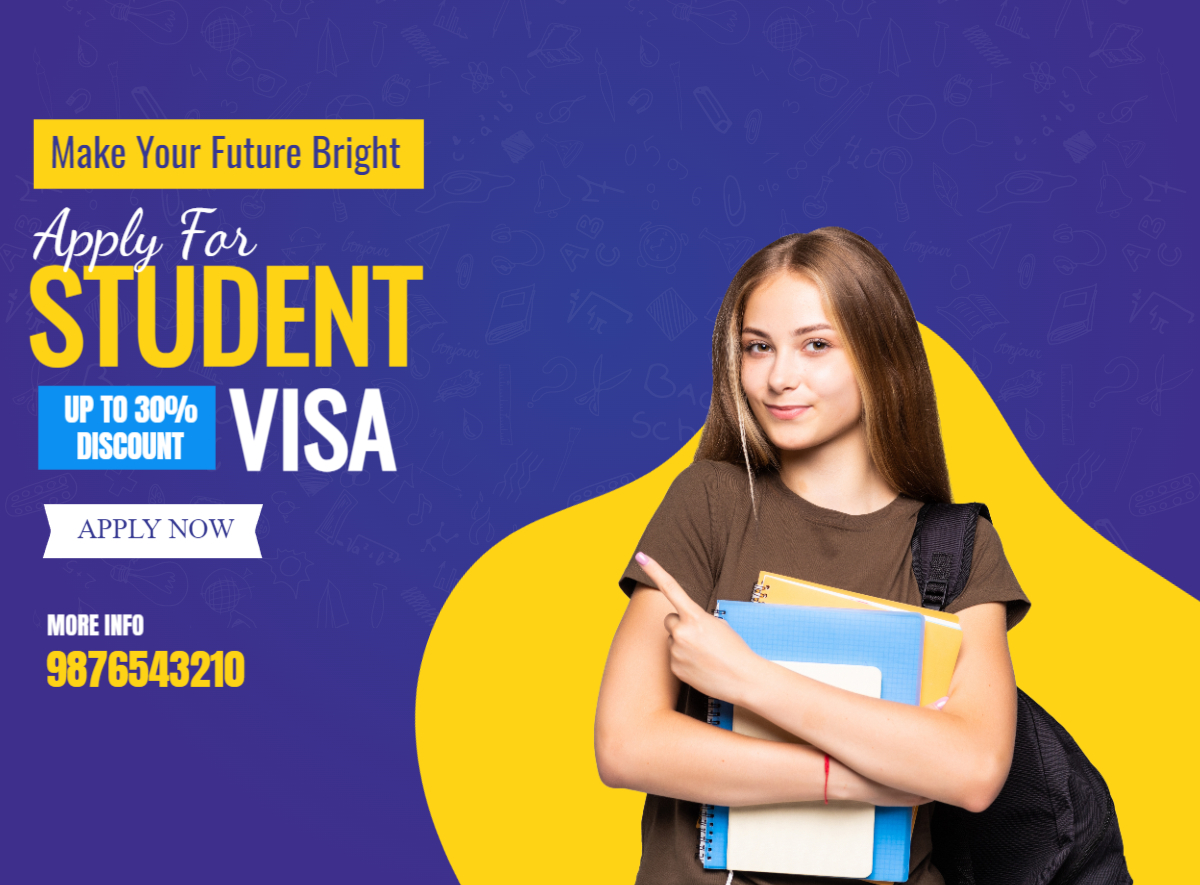 Make Your Future Bright
Apply For
STUDENT
UP TO 30%
DISCOUNT
VISA
APPLY NOW
MORE INFO
9876543210